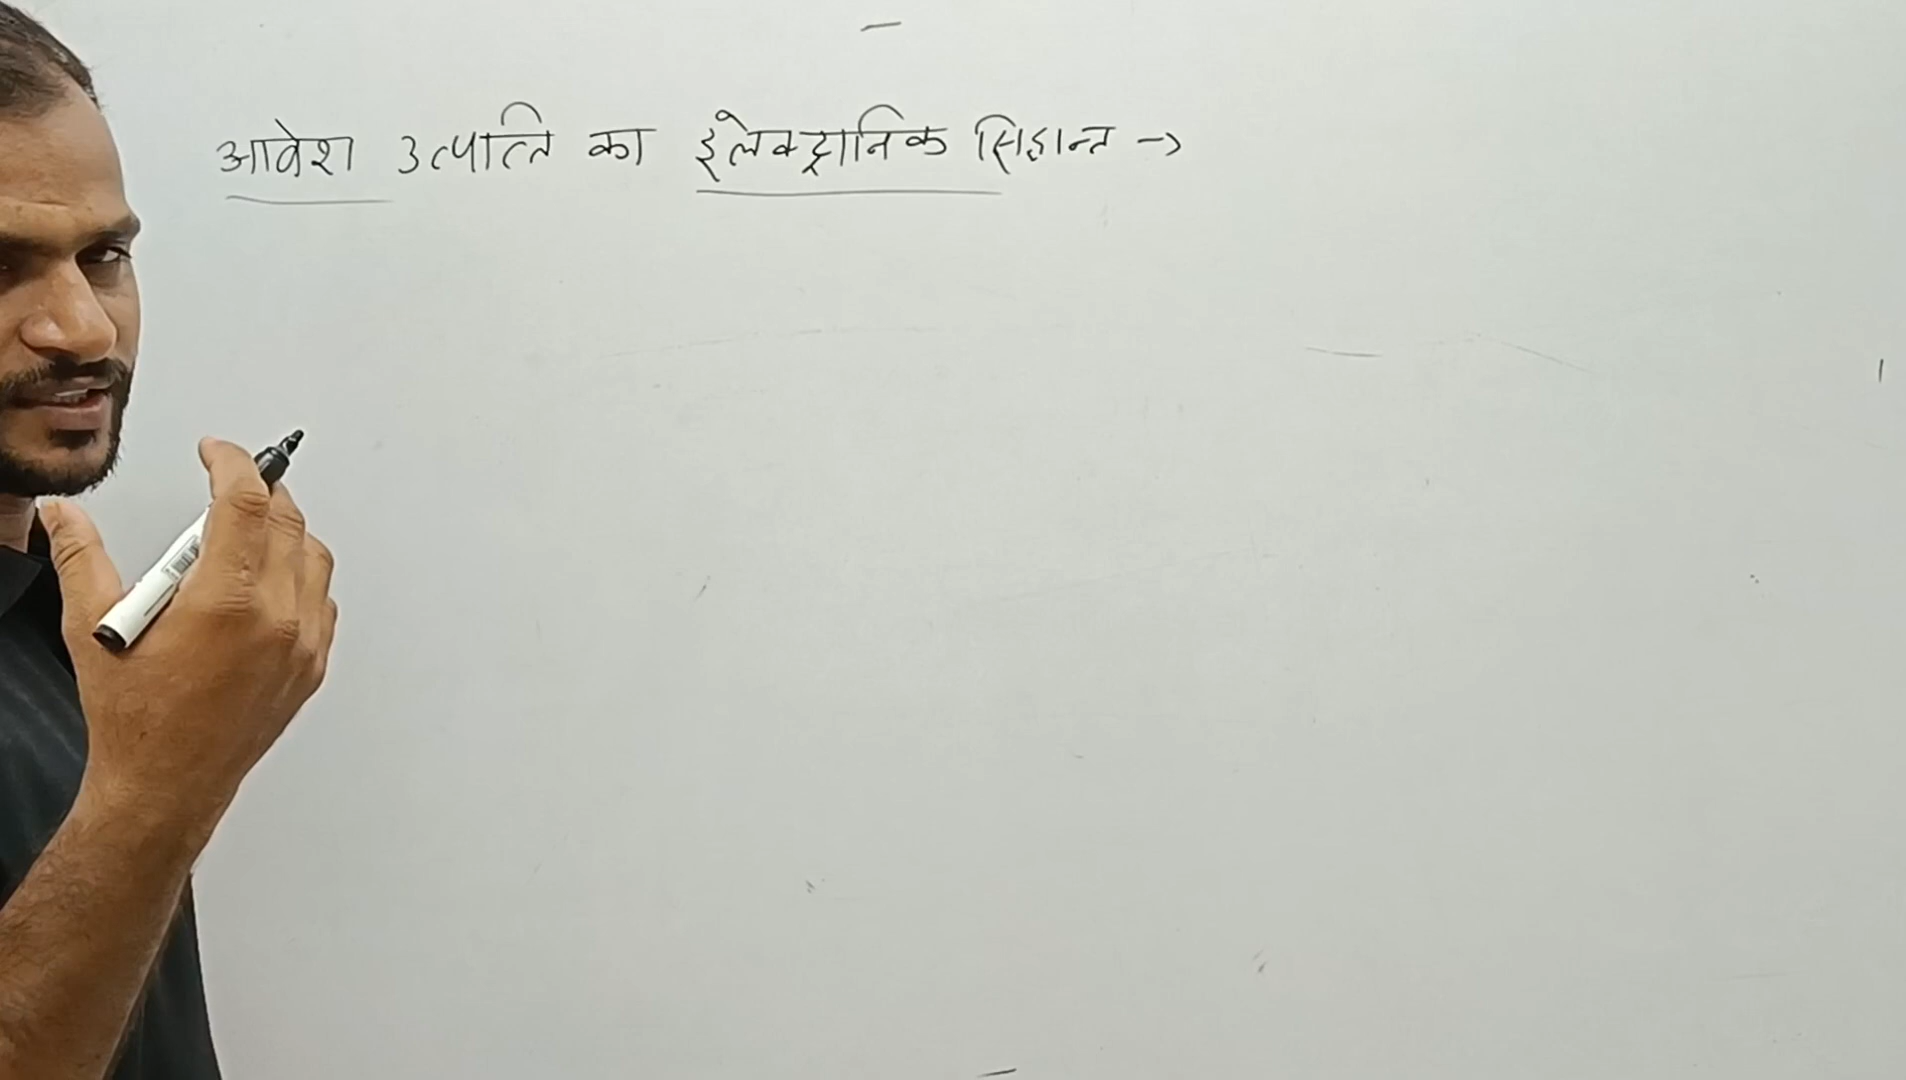 आवेश उत्पत्ति का इलेक्ट्रानिक सिद्धान्त →